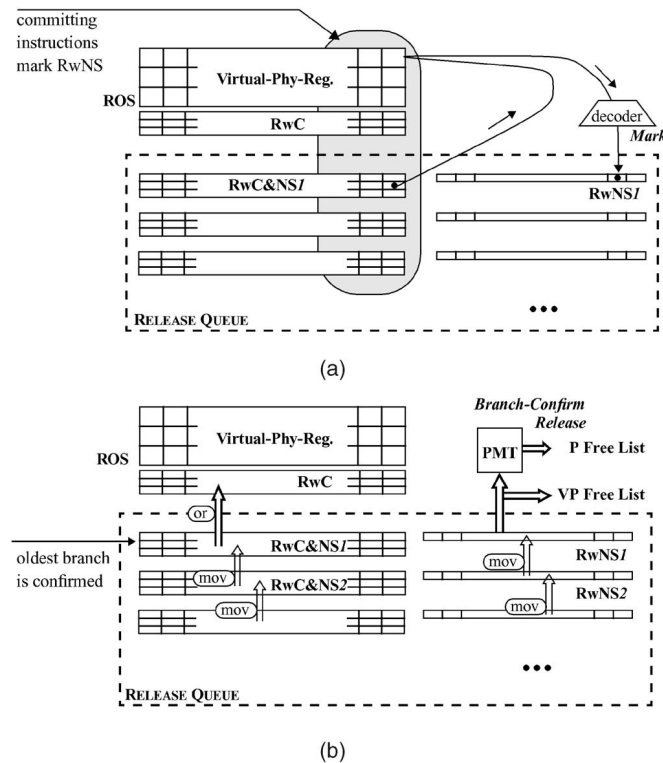 committing
instructions
mark RwNS
ROS
Virtual-Phy-Reg.
RwC
decoder
Mark
RwC&NS1
RwNS1
•••
RELEASE QUEUE
(a)
Branch-Confirm
Release
ROS
Virtual-Phy-Reg.
PMT
P Free List
RwC
VP Free List
or
oldest branch
is confirmed
RwC&NS1
RwNS1
mov
mov
RwC&NS2
RwNS2
mov
mov
•••
RELEASE QUEUE
(b)